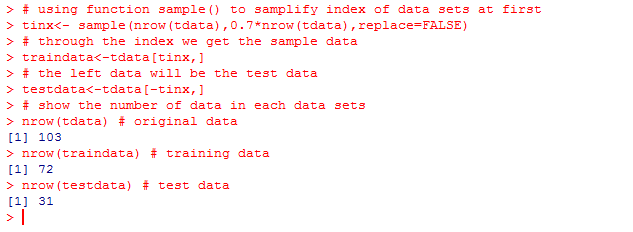 > # using function sample() to samplify index of data sets at first
> tinx<- sample(nrow(tdata),0.7*nrow(tdata),replace=FALSE)
> # through the index we get the sample data
> traindata<-tdata[tinx,]
> # the left data will be the test data
> testdata<-tdata[-tinx,]
> # show the number of data in each data sets
> nrow(tdata) # original data
[1] 103
> nrow(traindata) # training data
[1] 72
> nrow(testdata) # test data
[1] 31
>